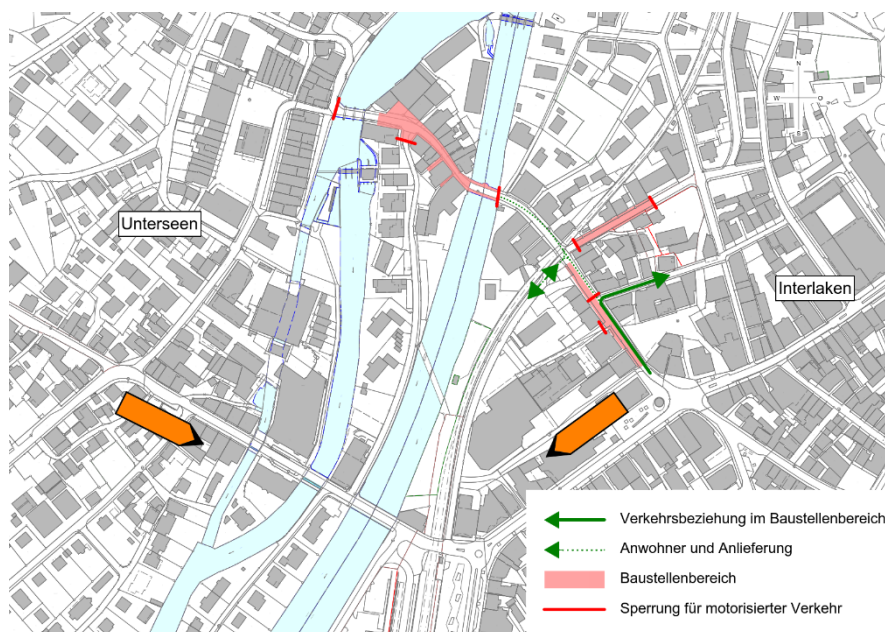 N
W
O
Unterseen
Interlaken
Verkehrsbeziehung im Baustellenbereich
Anwohner und Anlieferung
Baustellenbereich
Sperrung für motorisierter Verkehr